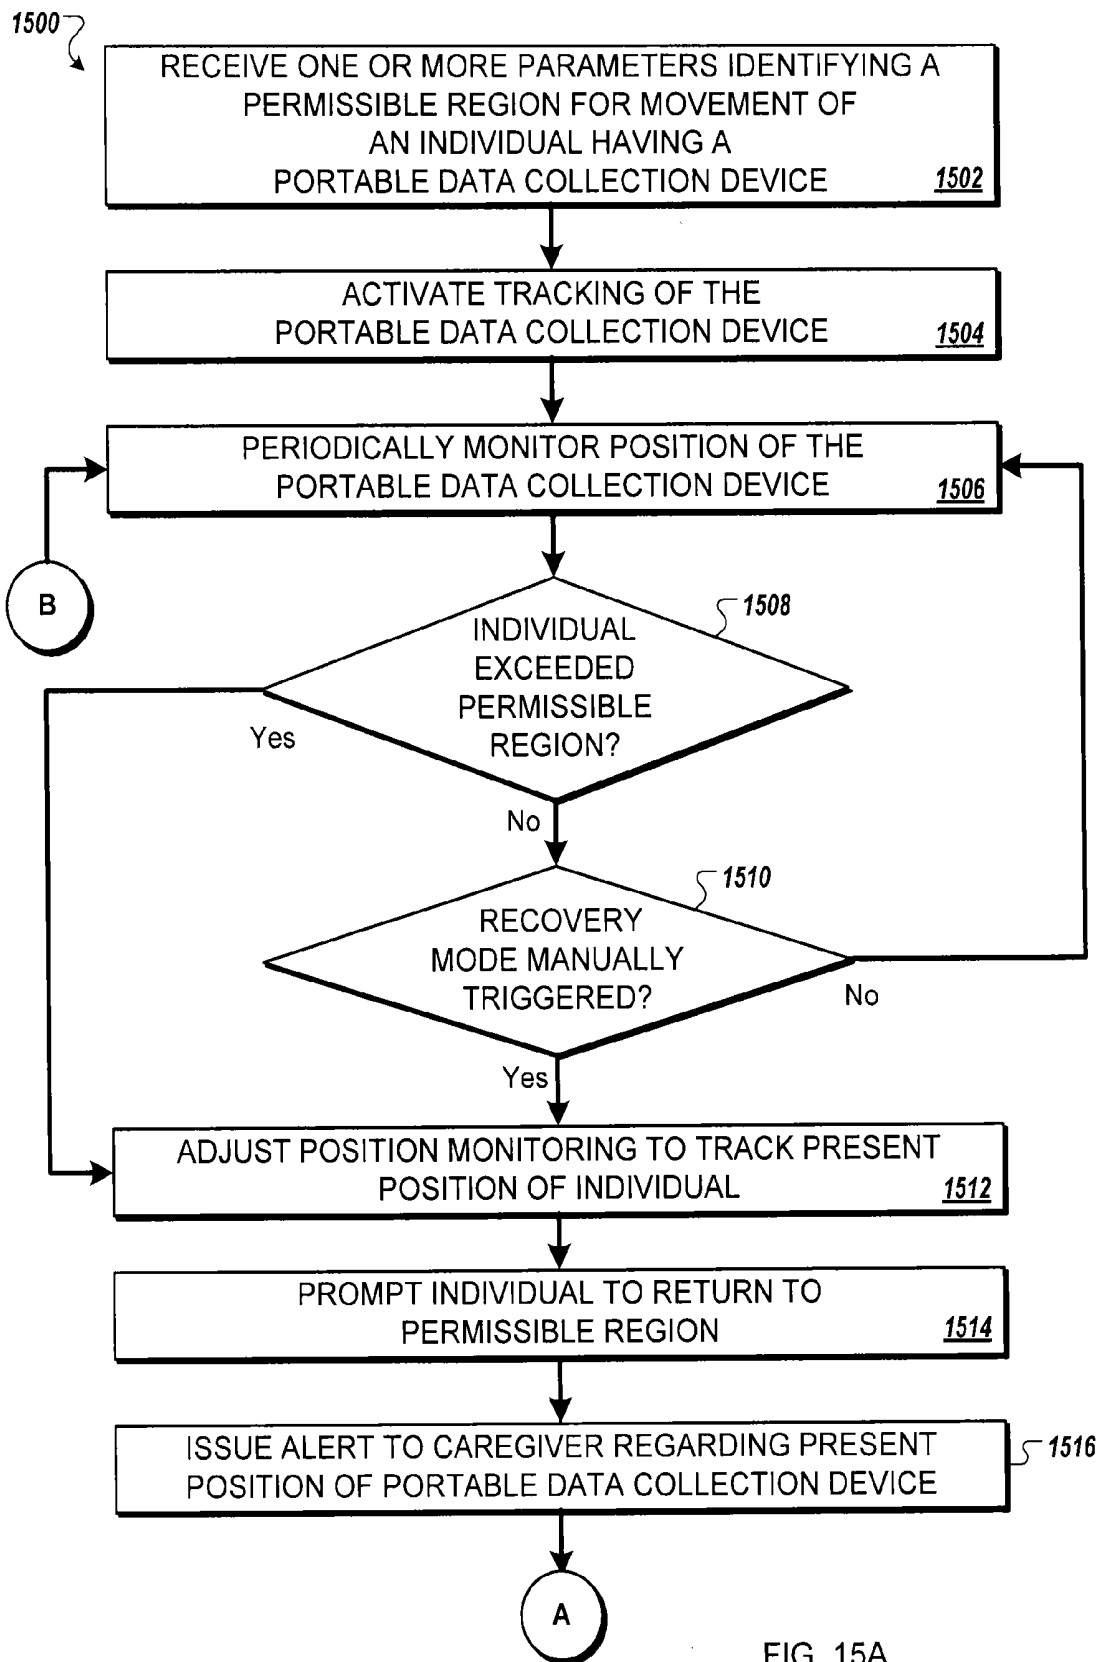 1500
RECEIVE ONE OR MORE PARAMETERS IDENTIFYING A
PERMISSIBLE REGION FOR MOVEMENT OF
AN INDIVIDUAL HAVING A
PORTABLE DATA COLLECTION DEVICE
1502
ACTIVATE TRACKING OF THE
PORTABLE DATA COLLECTION DEVICE
1504
PERIODICALLY MONITOR POSITION OF THE
PORTABLE DATA COLLECTION DEVICE
1506
B
1508
INDIVIDUAL
EXCEEDED
PERMISSIBLE
REGION?
Yes
No
1510
RECOVERY
MODE MANUALLY
TRIGGERED?
No
Yes
ADJUST POSITION MONITORING TO TRACK PRESENT
POSITION OF INDIVIDUAL
1512
PROMPT INDIVIDUAL TO RETURN TO
PERMISSIBLE REGION
1514
ISSUE ALERT TO CAREGIVER REGARDING PRESENT
POSITION OF PORTABLE DATA COLLECTION DEVICE
1516
A
FIG. 15A